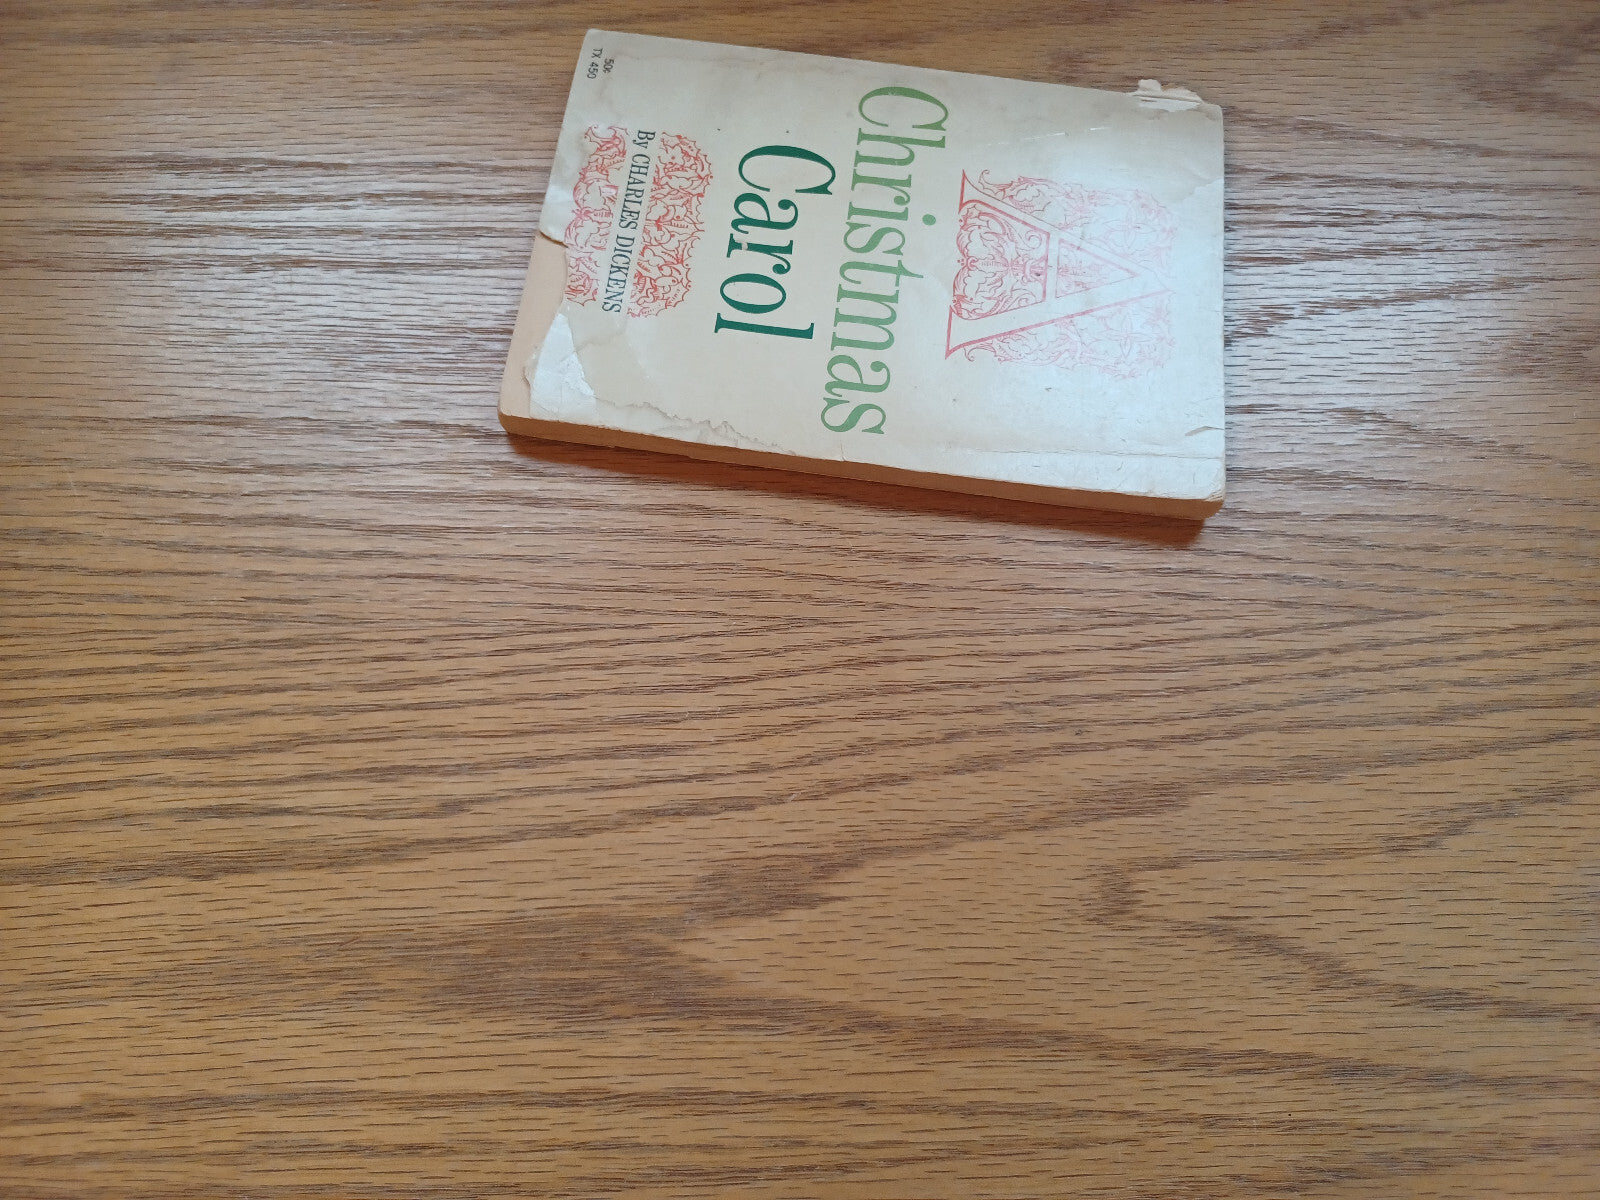 A
Christmas
Carol
By CHARLES DICKENS
50¢
TX 450